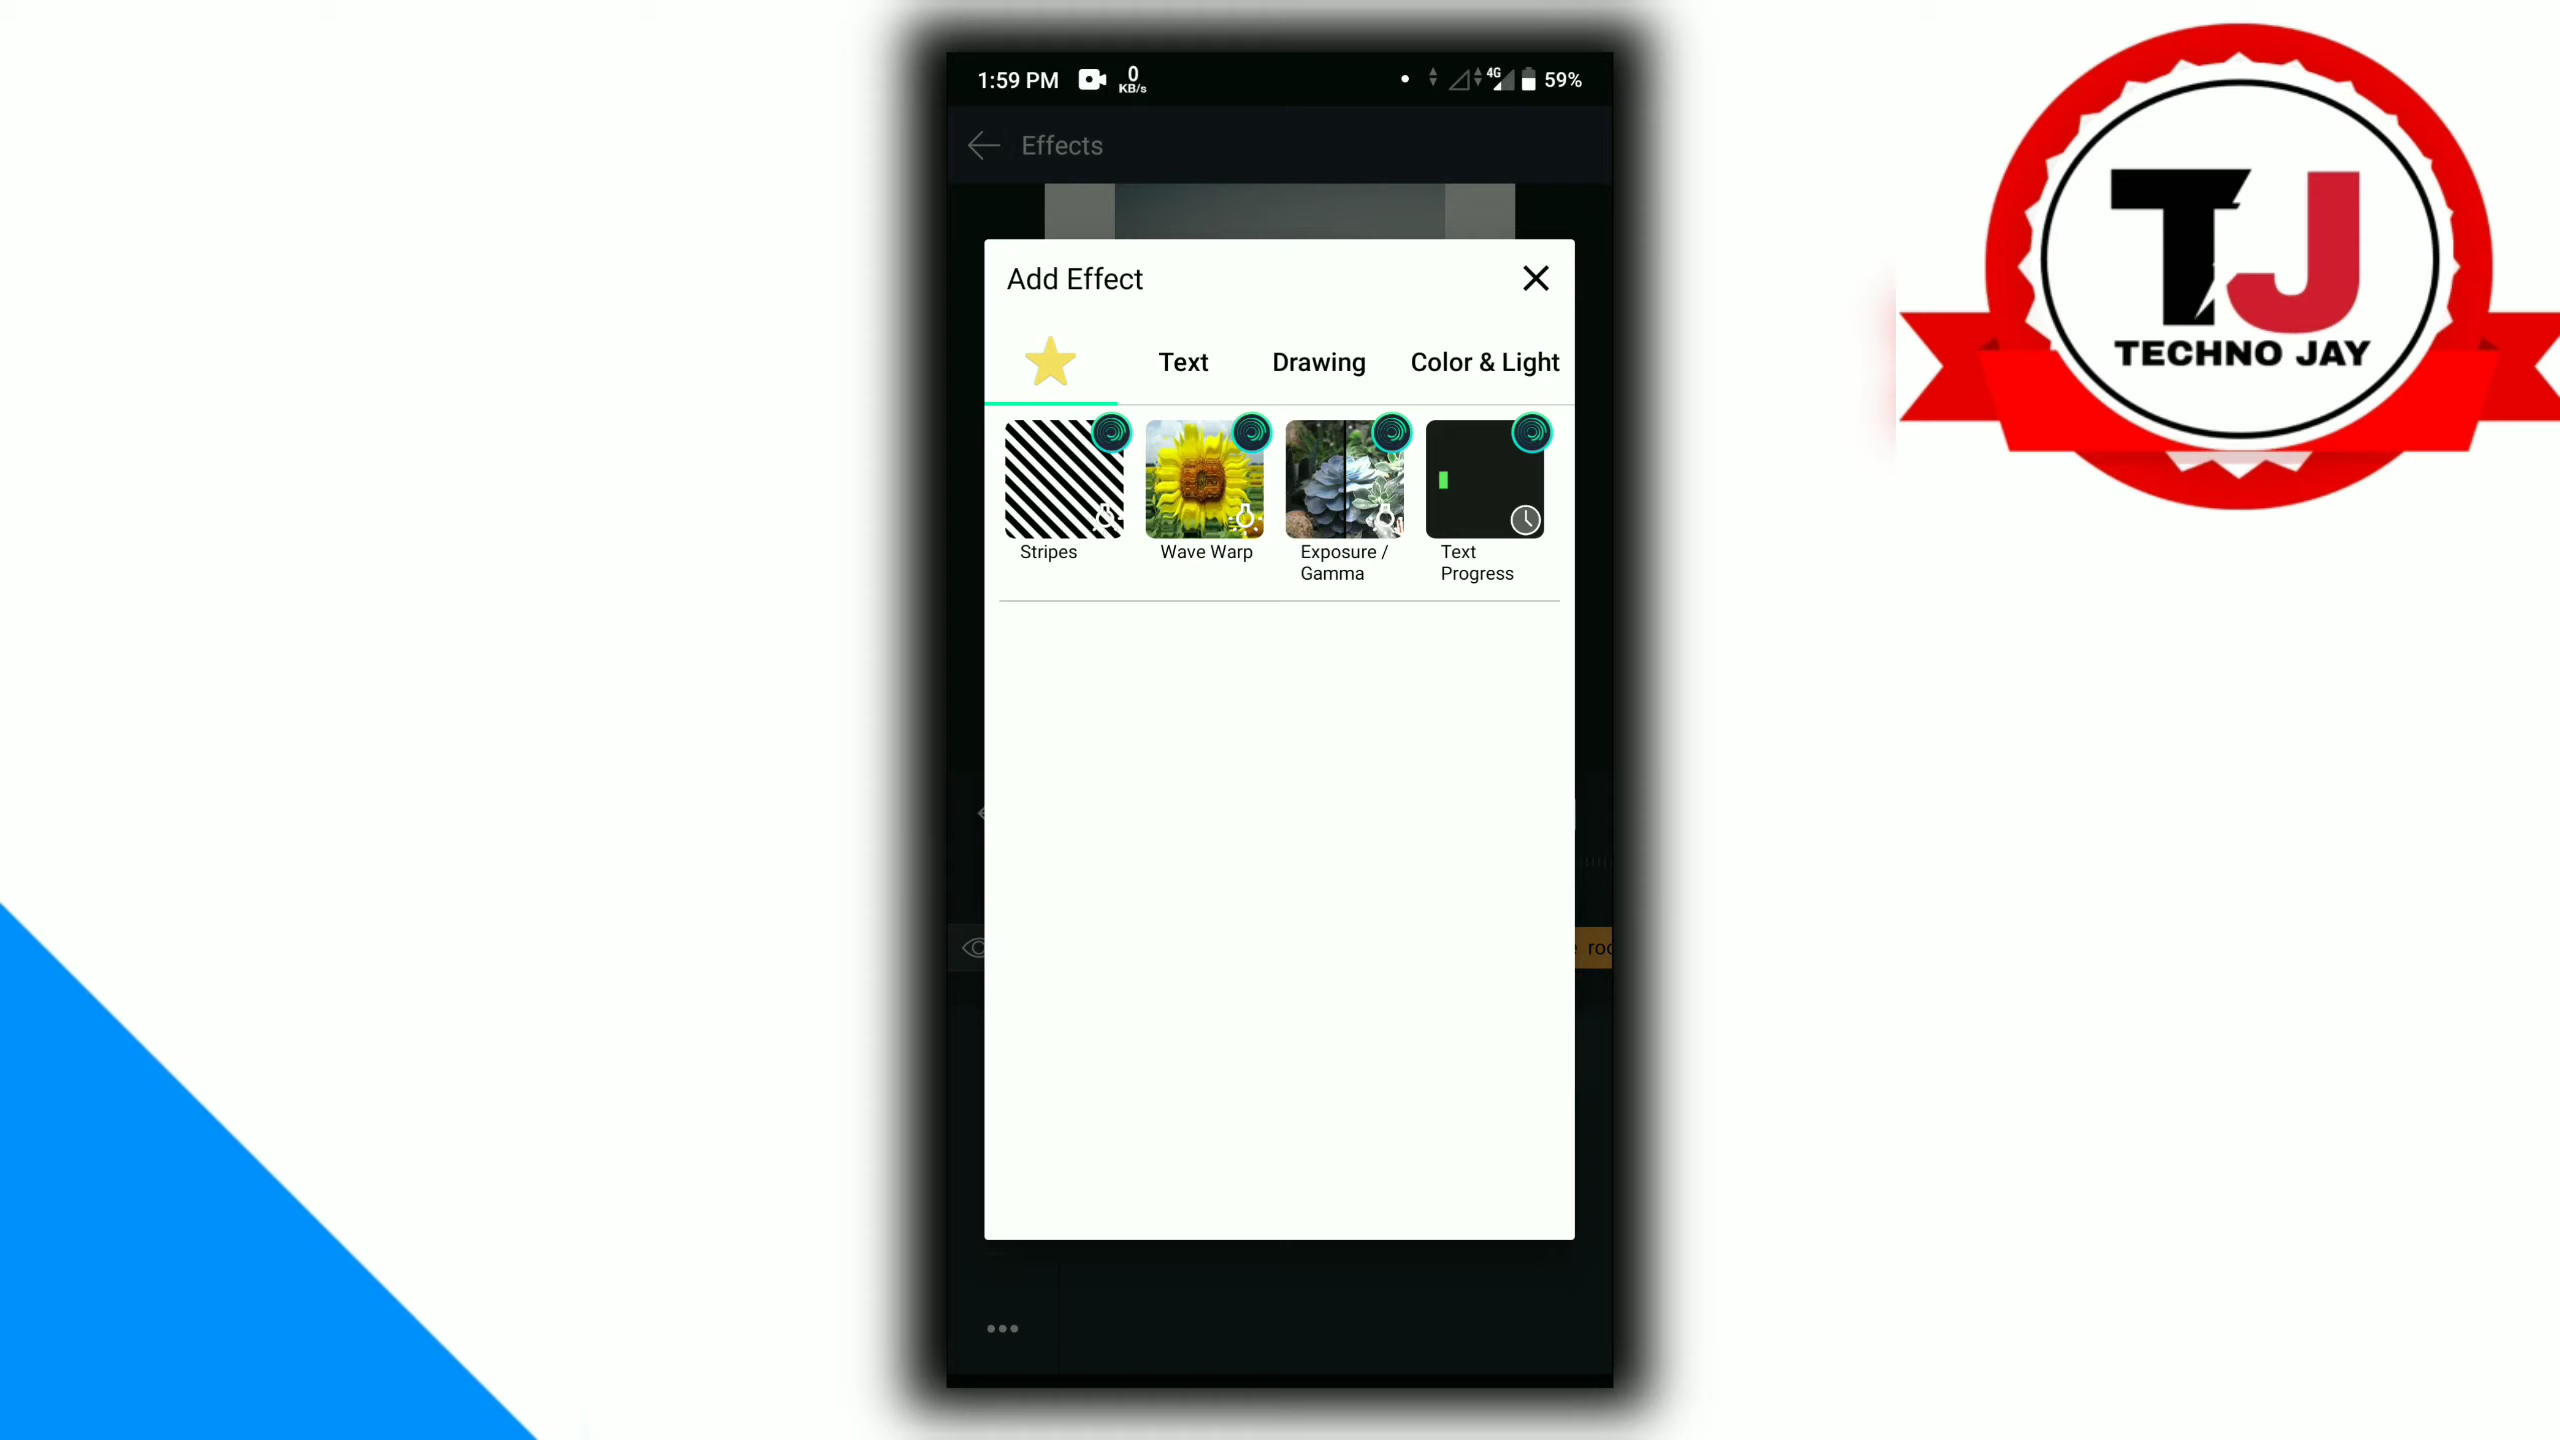 1:59 PM 0 KB/s 4G 59%
Effects
Add Effect
Text Drawing Color & Light
Stripes Wave Warp Exposure / Gamma Text Progress
TJ
TECHNO JAY